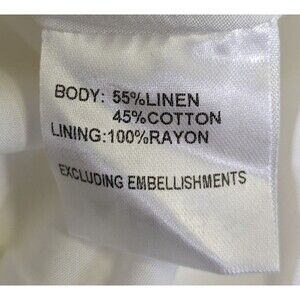 BODY: 55%LINEN
45%COTTON
LINING:100%RAYON
EXCLUDING EMBELLISHMENTS